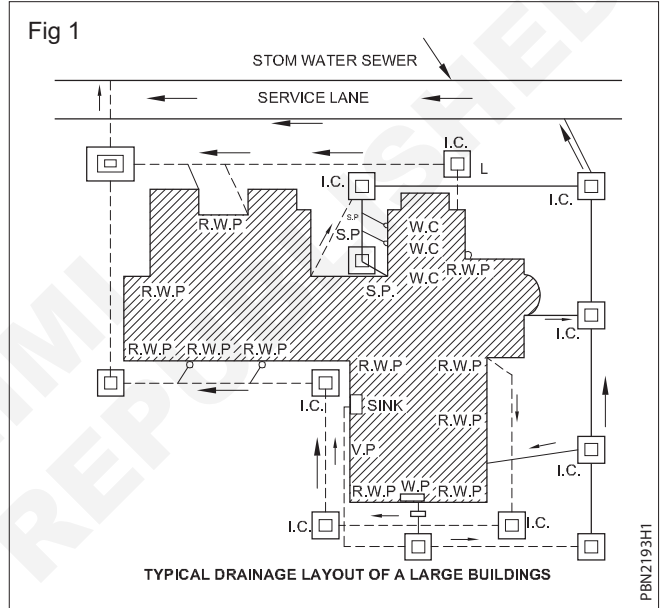 Fig 1
STOM WATER SEWER
SERVICE LANE
I.C.
L
I.C.
I.C.
R.W.P
S.P
S.P
W.C
W.C
W.C
R.W.P
R.W.P
S.P.
I.C.
R.W.P R.W.P R.W.P
R.W.P R.W.P
I.C.
SINK
R.W.P
V.P
I.C.
R.W.P W.P R.W.P
I.C.
I.C.
TYPICAL DRAINAGE LAYOUT OF A LARGE BUILDINGS
PBN2193H1